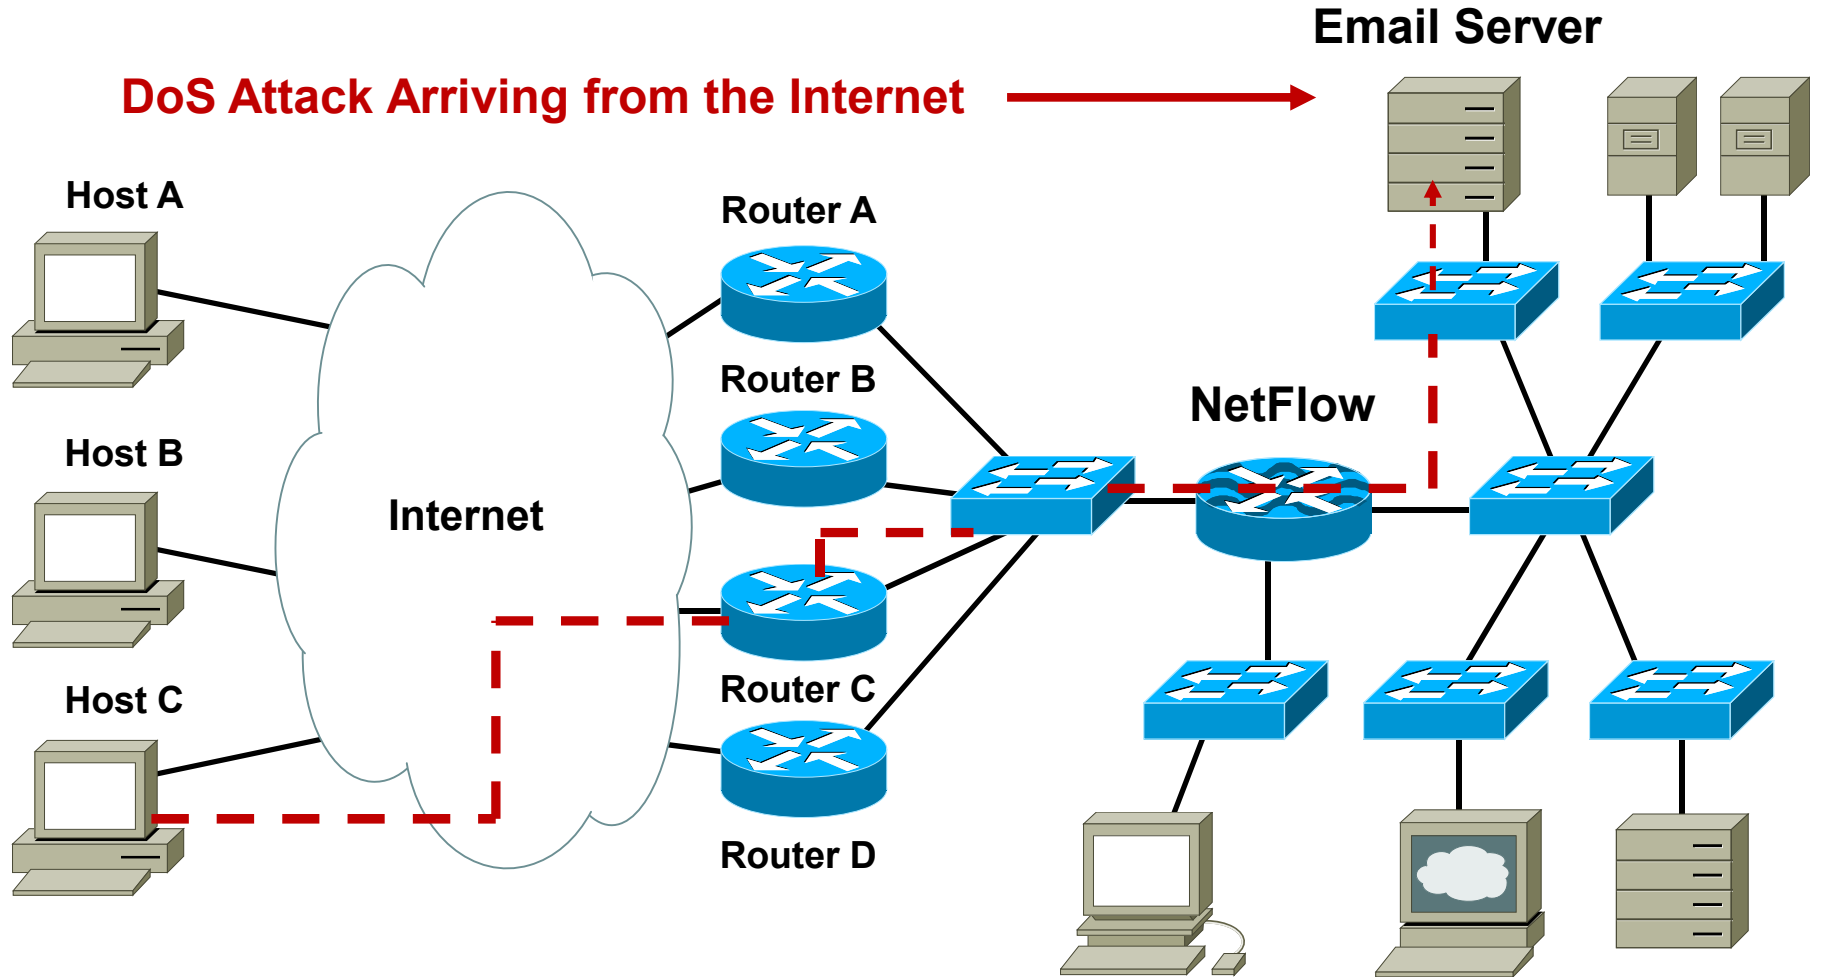 Email Server
DoS Attack Arriving from the Internet
Host A
Router A
Router B
NetFlow
Host B
Internet
Host C
Router C
Router D